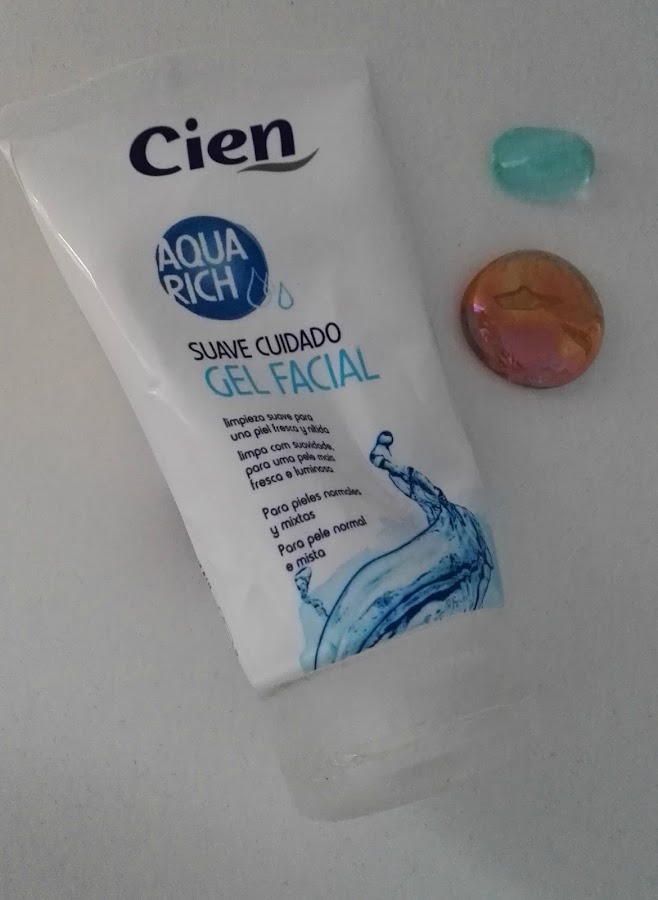 Cien
AQUA
RICH
SUAVE CUIDADO
GEL FACIAL
limpieza suave para
una piel fresca y nítida
limpa com suavidade,
para uma pele mais
fresca e luminosa
Para pieles normales
y mixtas
Para pele normal
e mista